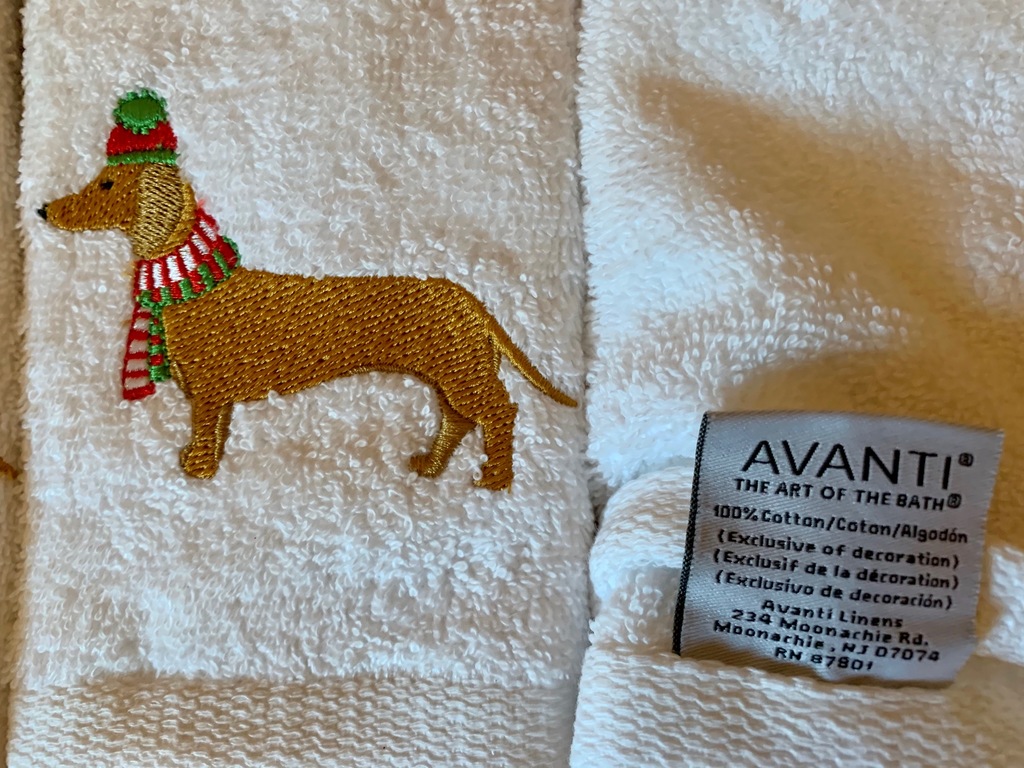 AVANTI®
THE ART OF THE BATH®
100% Cotton/Coton/Algodón
(Exclusive of decoration)
(Exclusif de la décoration)
(Exclusivo de decoración)
Avanti Linens
234 Moonachie Rd.
Moonachie, NJ 07074
RN 87801